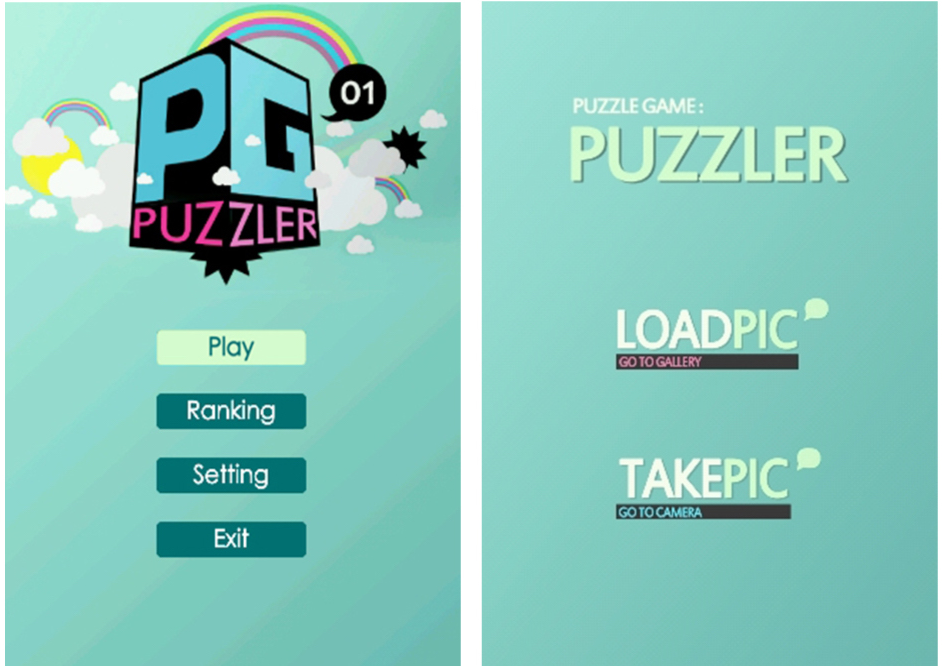 PG
01
PUZZLER
Play
Ranking
Setting
Exit
PUZZLE GAME :
PUZZLER
LOADPIC
GO TO GALLERY
TAKEPIC
GO TO CAMERA